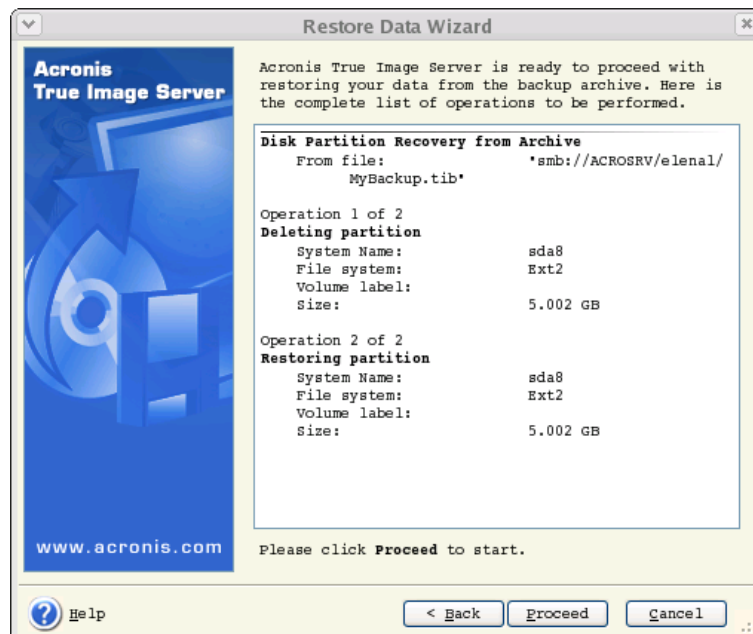 Restore Data Wizard
Acronis
True Image Server
Acronis True Image Server is ready to proceed with
restoring your data from the backup archive. Here is
the complete list of operations to be performed.
Disk Partition Recovery from Archive
From file: "smb://ACROSRV/elenal/
MyBackup.tib"
Operation 1 of 2
Deleting partition
System Name: sda8
File system: Ext2
Volume label:
Size: 5.002 GB
Operation 2 of 2
Restoring partition
System Name: sda8
File system: Ext2
Volume label:
Size: 5.002 GB
www.acronis.com
Please click Proceed to start.
Help
< Back
Proceed
Cancel